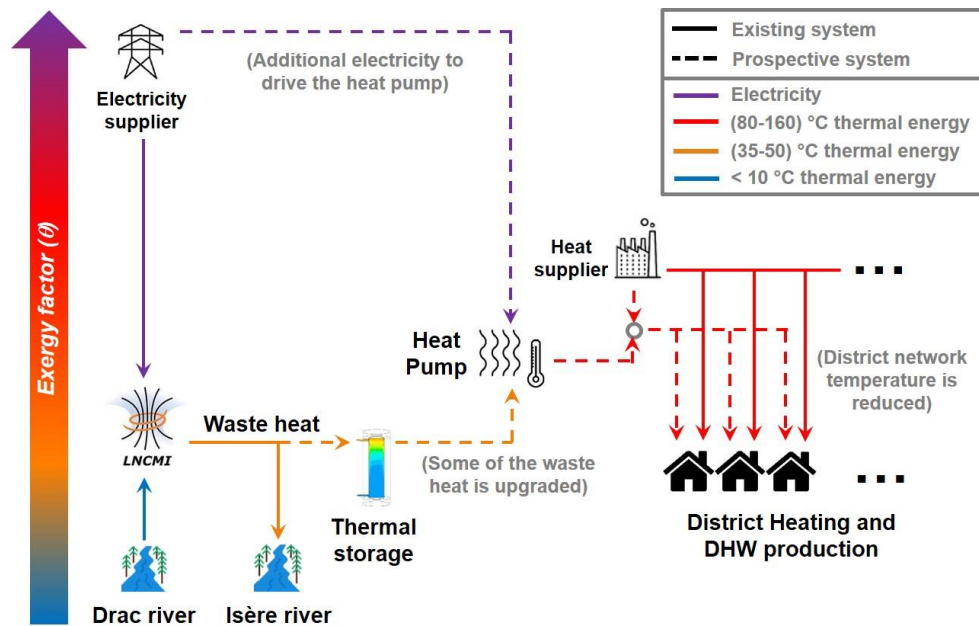 Exergy factor (θ)
Electricity
supplier
(Additional electricity to
drive the heat pump)
Existing system
Prospective system
Electricity
(80-160) °C thermal energy
(35-50) °C thermal energy
< 10 °C thermal energy
Heat
supplier
...
Heat
Pump
(District network
temperature is
reduced)
LNCMI
Waste heat
(Some of the waste
heat is upgraded)
Thermal
storage
...
District Heating and
DHW production
Drac river
Isère river